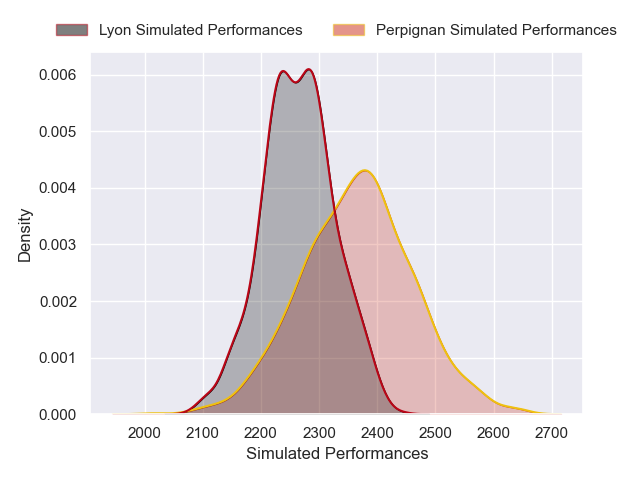 Lyon Simulated Performances Perpignan Simulated Performances
0.006
0.005
0.004
0.003
0.002
0.001
0.000
Density
2000 2100 2200 2300 2400 2500 2600 2700
Simulated Performances